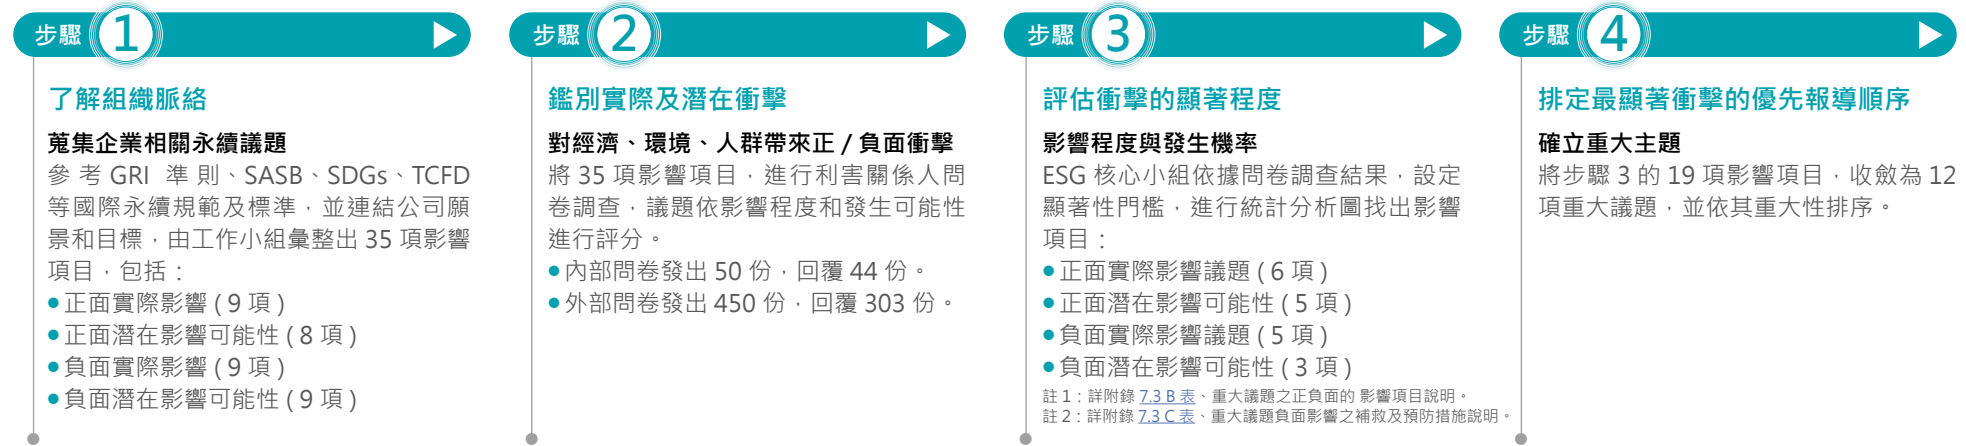 步驟 1
了解組織脈絡
蒐集企業相關永續議題
參考 GRI 準則、SASB、SDGs、TCFD
等國際永續規範及標準，並連結公司願
景和目標，由工作小組彙整出 35 項影響
項目，包括：
●正面實際影響 ( 9 項 )
●正面潛在影響可能性 ( 8 項 )
●負面實際影響 ( 9 項 )
●負面潛在影響可能性 ( 9 項 )
步驟 2
鑑別實際及潛在衝擊
對經濟、環境、人群帶來正 / 負面衝擊
將 35 項影響項目，進行利害關係人問
卷調查，議題依影響程度和發生可能性
進行評分。
●內部問卷發出 50 份，回覆 44 份。
●外部問卷發出 450 份，回覆 303 份。
步驟 3
評估衝擊的顯著程度
影響程度與發生機率
ESG 核心小組依據問卷調查結果，設定
顯著性門檻，進行統計分析圖找出影響
項目：
●正面實際影響議題 ( 6 項 )
●正面潛在影響可能性 ( 5 項 )
●負面實際影響議題 ( 5 項 )
●負面潛在影響可能性 ( 3 項 )
註 1：詳附錄 7.3 B 表、重大議題之正負面的 影響項目說明。
註 2：詳附錄 7.3 C 表、重大議題負面影響之補救及預防措施說明。
步驟 4
排定最顯著衝擊的優先報導順序
確立重大主題
將步驟 3 的 19 項影響項目，收斂為 12
項重大議題，並依其重大性排序。